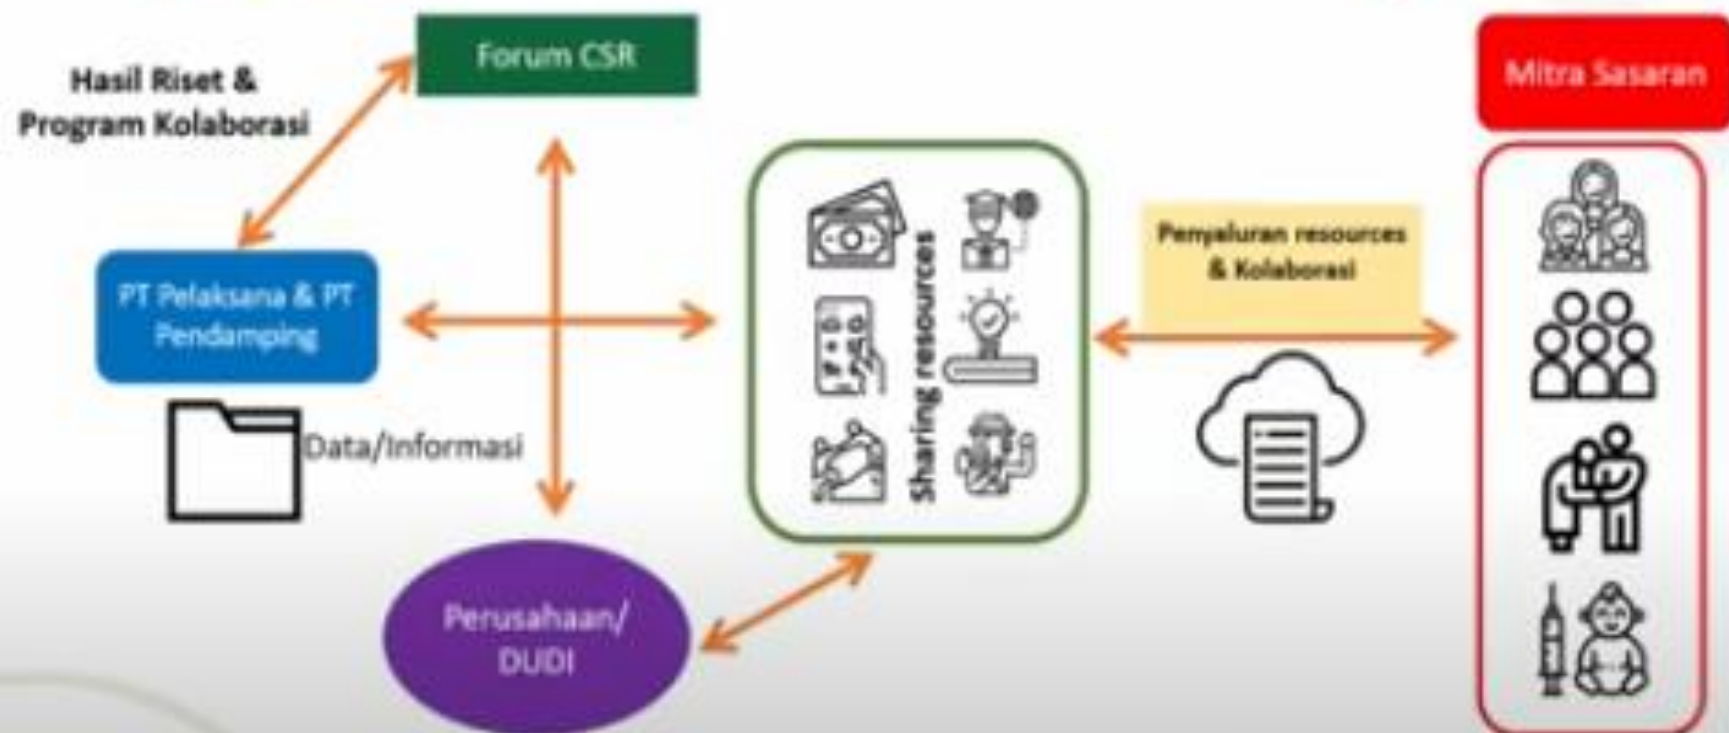 Forum CSR
Hasil Riset &
Program Kolaborasi
Mitra Sasaran
PT Pelaksana & PT
Pendamping
Sharing resources
Penyaluran resources
& Kolaborasi
Data/Informasi
Perusahaan/
DUDI